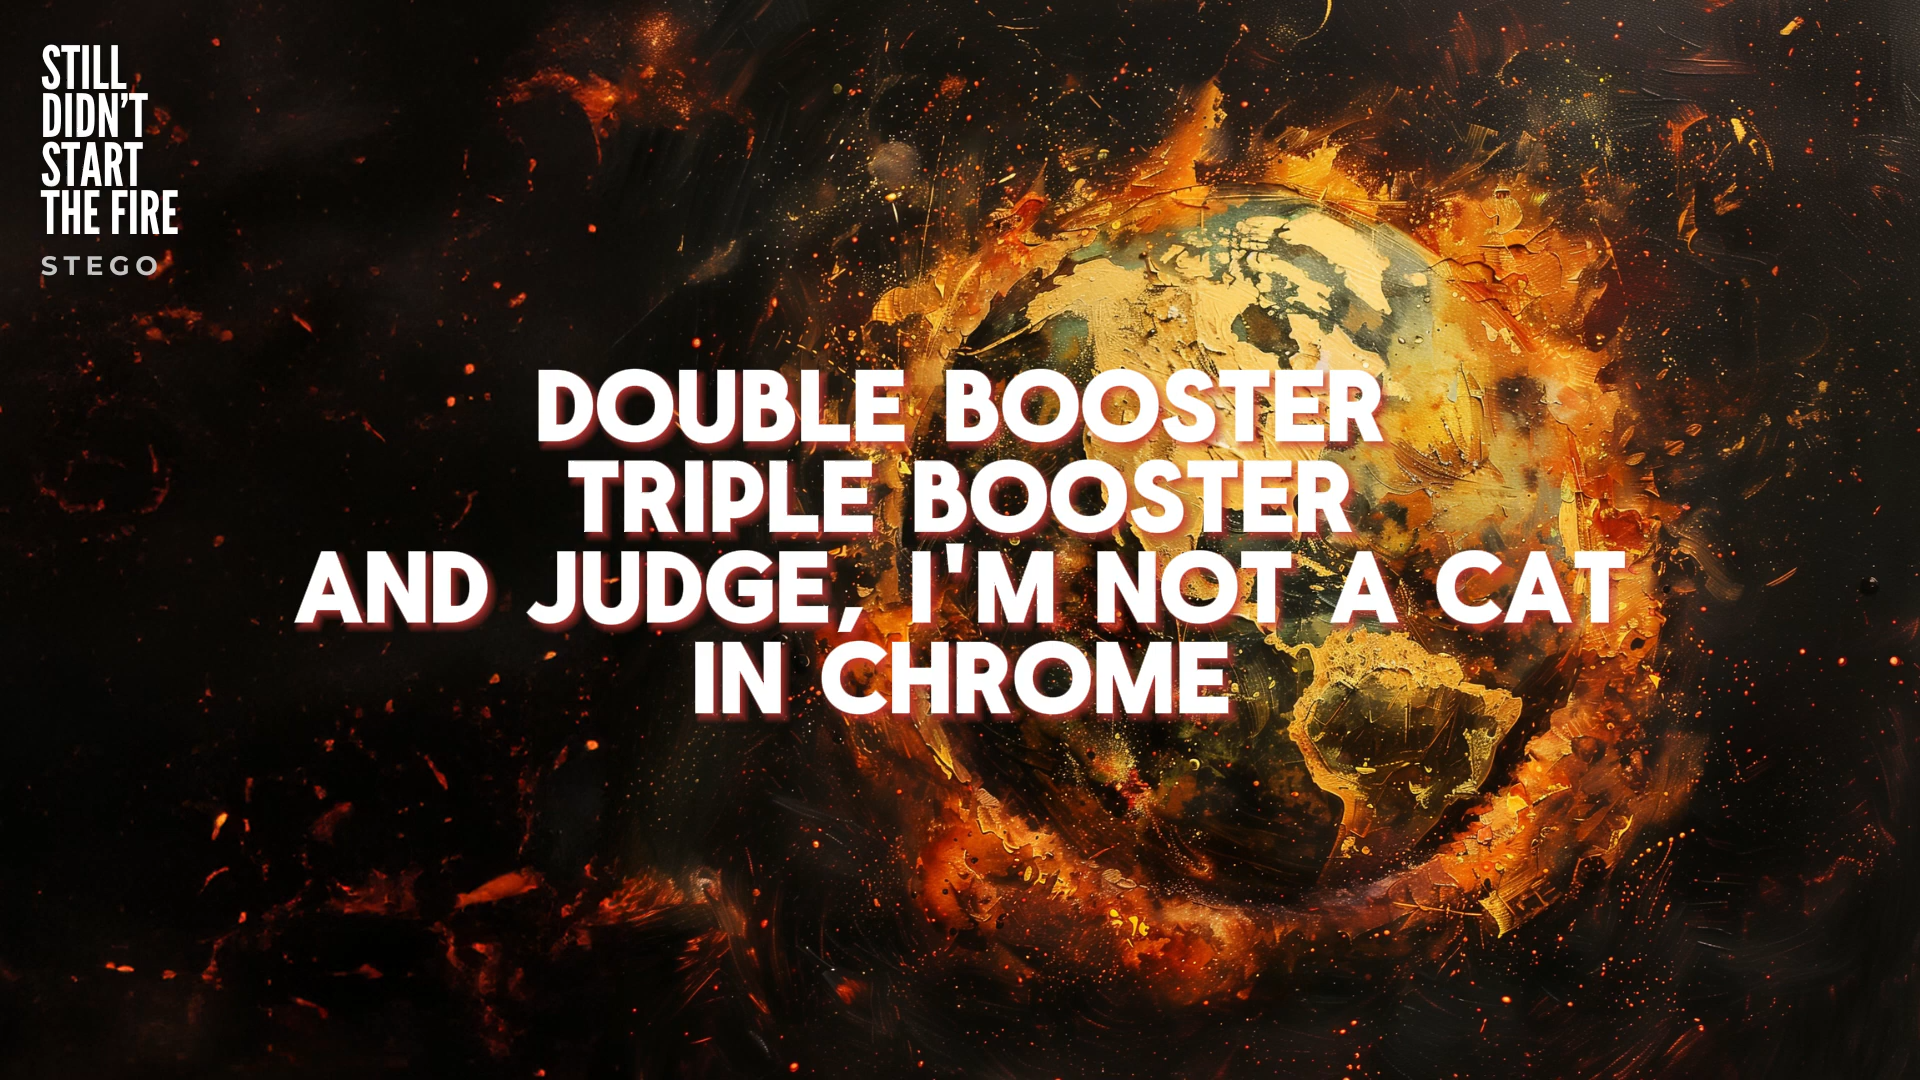 STILL
DIDN'T
START
THE FIRE
STEGO
DOUBLE BOOSTER
TRIPLE BOOSTER
AND JUDGE, I'M NOT A CAT
IN CHROME